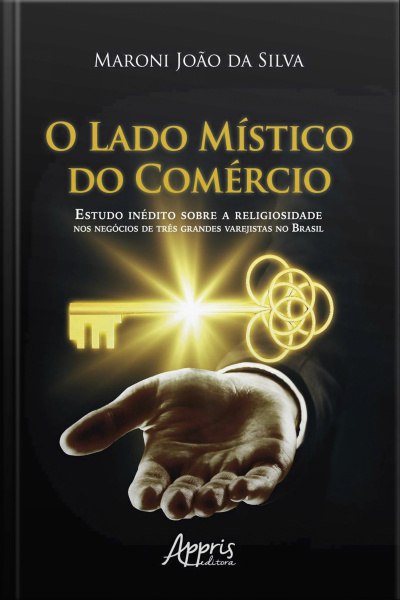 MARONI JOÃO DA SILVA
O LADO MÍSTICO
DO COMÉRCIO
ESTUDO INÉDITO SOBRE A RELIGIOSIDADE
NOS NEGÓCIOS DE TRÊS GRANDES VAREJISTAS NO BRASIL
Appris
editora